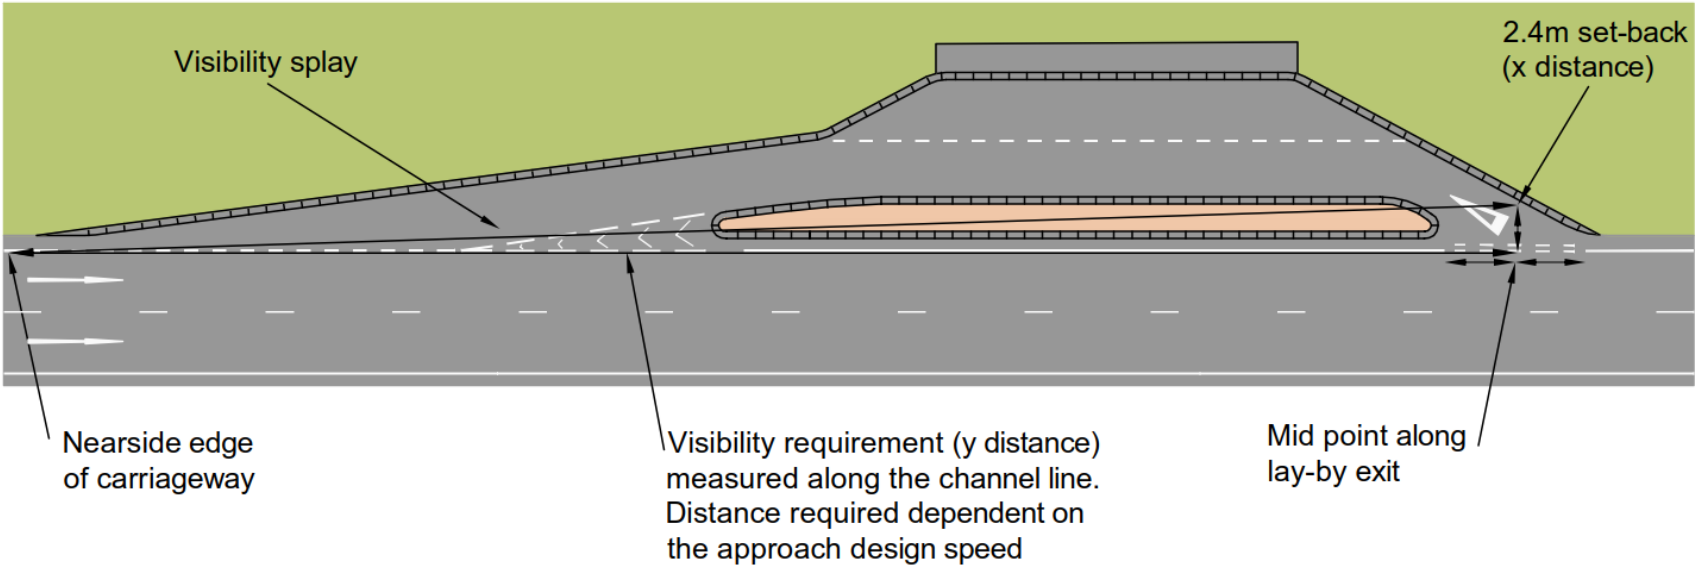 Visibility splay
2.4m set-back
(x distance)
Nearside edge
of carriageway
Visibility requirement (y distance)
measured along the channel line.
Distance required dependent on
the approach design speed
Mid point along
lay-by exit